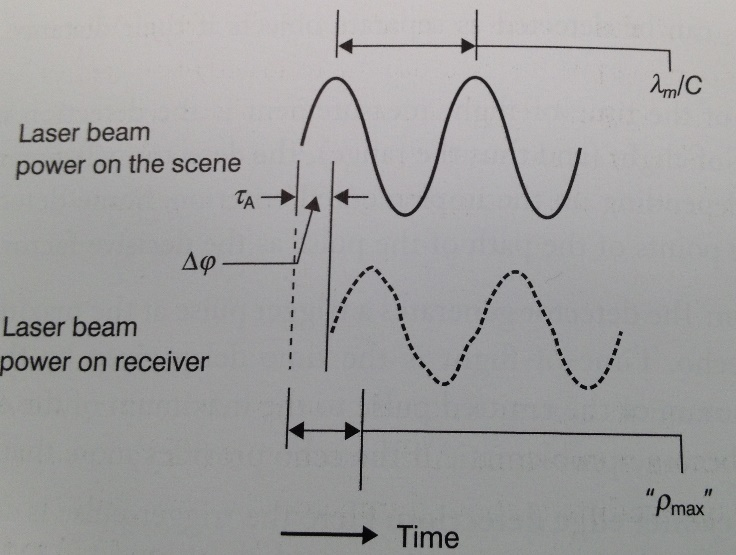 λm/C
Laser beam
power on the scene
τA
Δφ
Laser beam
power on receiver
“ρmax”
Time